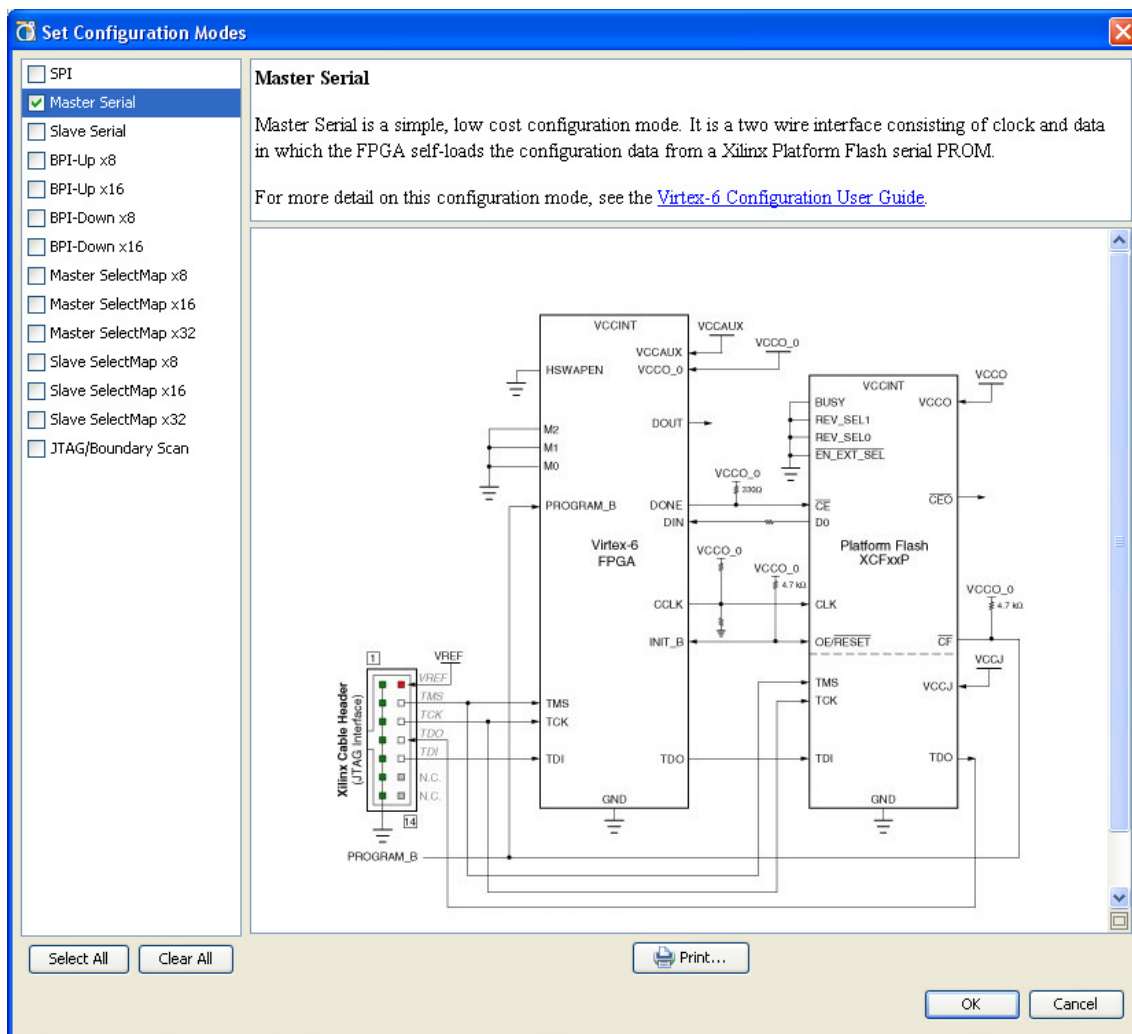 Set Configuration Modes
SPI
Master Serial
Slave Serial
BPI-Up x8
BPI-Up x16
BPI-Down x8
BPI-Down x16
Master SelectMap x8
Master SelectMap x16
Master SelectMap x32
Slave SelectMap x8
Slave SelectMap x16
Slave SelectMap x32
JTAG/Boundary Scan
Select All
Clear All
Master Serial
Master Serial is a simple, low cost configuration mode. It is a two wire interface consisting of clock and data
in which the FPGA self-loads the configuration data from a Xilinx Platform Flash serial PROM.
For more detail on this configuration mode, see the Virtex-6 Configuration User Guide.
VCCINT
VCCAUX
VCCAUX
VCCO_0
VCCO_0
HSWAPEN
DOUT
M2
M1
M0
PROGRAM_B
DONE
DIN
Virtex-6
FPGA
CCLK
INIT_B
TMS
TCK
TDI
TDO
GND
VCCO_0
330Ω
VCCO_0
VCCO_0
4.7 kΩ
VCCINT
VCCO
VCCO
BUSY
REV_SEL1
REV_SEL0
EN_EXT_SEL
CE
CEO
D0
Platform Flash
XCFxxP
CLK
OE/RESET
CF
VCCO_0
4.7 kΩ
VCCJ
VCCJ
TMS
TCK
TDI
TDO
GND
Xilinx Cable Header
(JTAG Interface)
1
VREF
VREF
TMS
TCK
TDO
TDI
N.C.
N.C.
14
PROGRAM_B
Print...
OK
Cancel